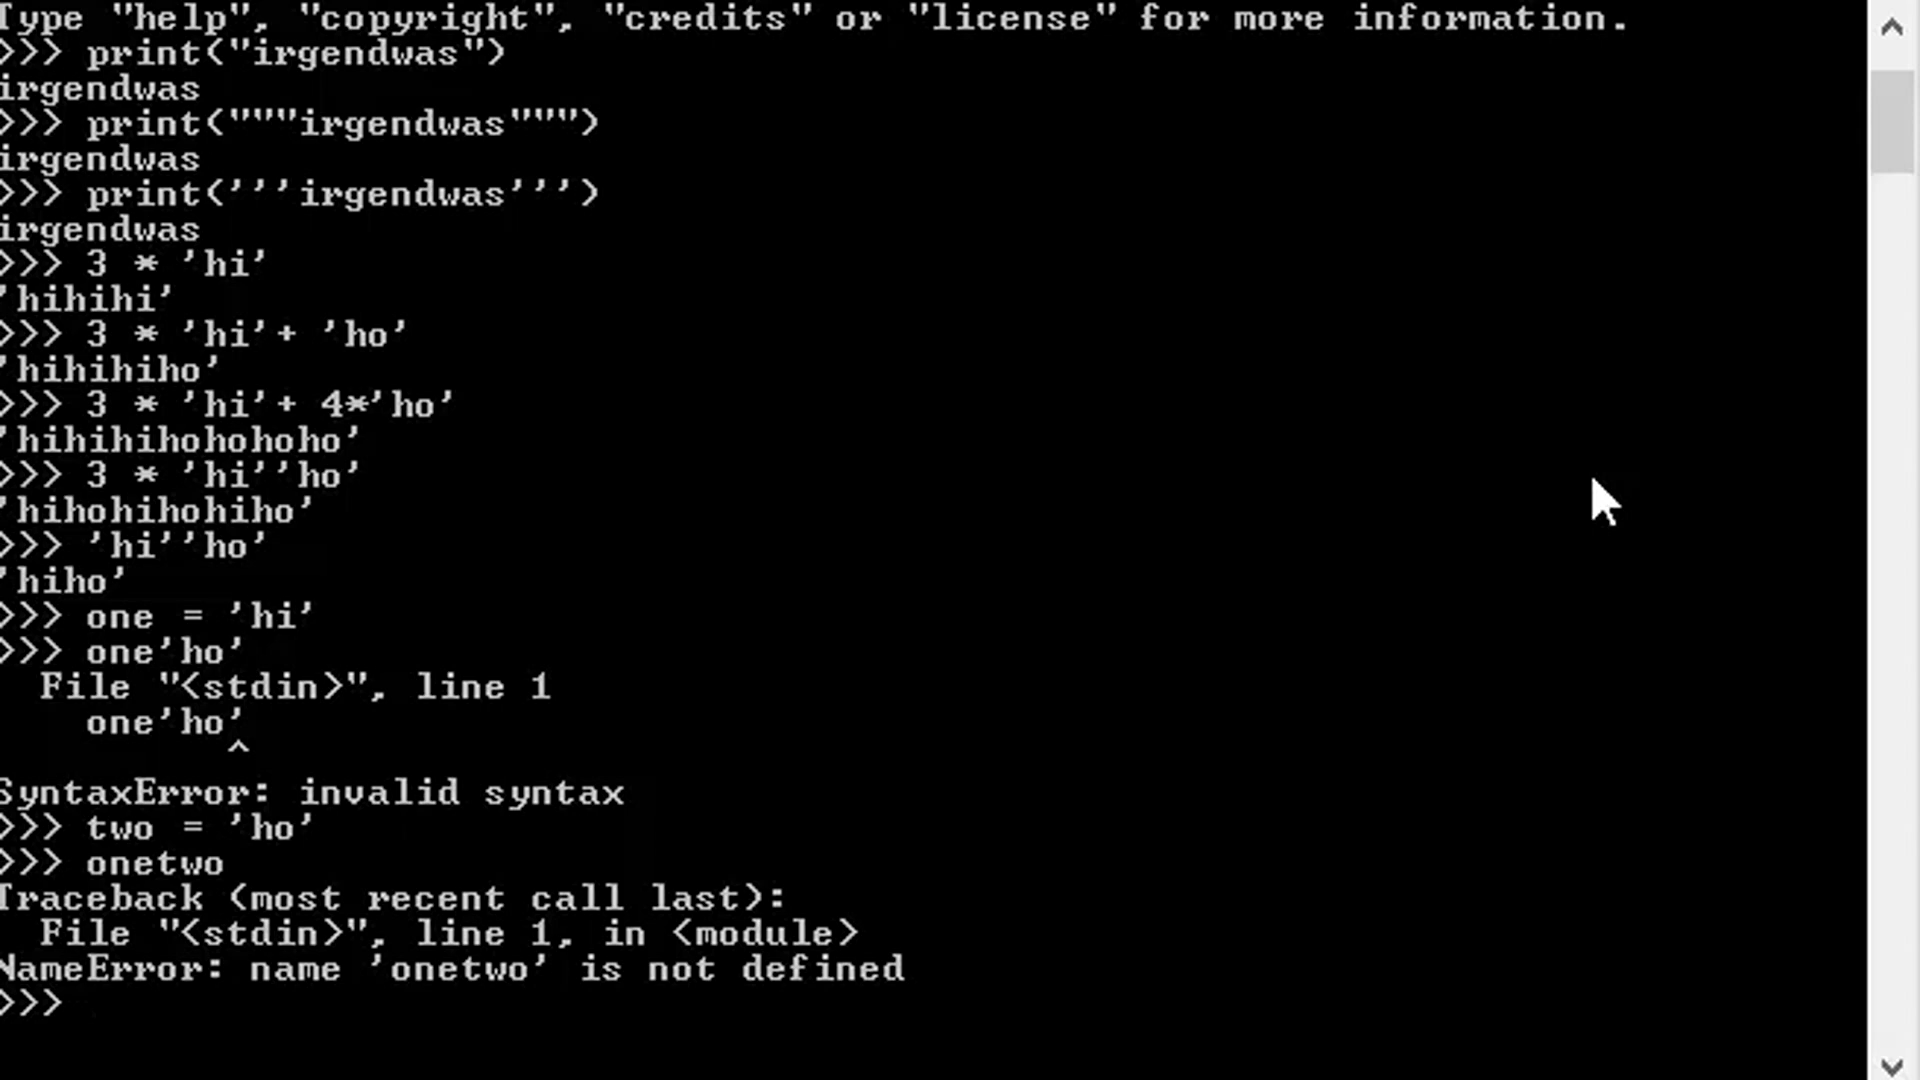 Type "help", "copyright", "credits" or "license" for more information.
>>> print("irgendwas")
irgendwas
>>> print("""irgendwas""")
irgendwas
>>> print('''irgendwas''')
irgendwas
>>> 3 * 'hi'
'hihihi'
>>> 3 * 'hi'+ 'ho'
'hihihiho'
>>> 3 * 'hi'+ 4*'ho'
'hihihihohohoho'
>>> 3 * 'hi''ho'
'hihohihohiho'
>>> 'hi''ho'
'hiho'
>>> one = 'hi'
>>> one'ho'
  File "<stdin>", line 1
    one'ho'
          ^
SyntaxError: invalid syntax
>>> two = 'ho'
>>> onetwo
Traceback (most recent call last):
  File "<stdin>", line 1, in <module>
NameError: name 'onetwo' is not defined
>>>